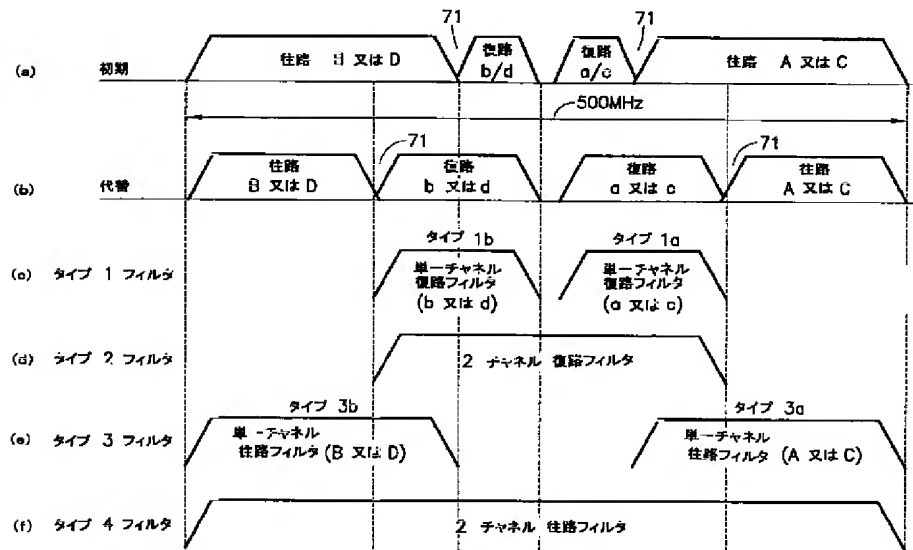 71
71
(a) 初期
往路 B 又は D
復路
b/d
復路
a/c
往路 A 又は C
500MHz
71
71
(b) 代替
往路
B 又は D
復路
b 又は d
復路
a 又は c
往路
A 又は C
タイプ 1b
タイプ 1a
(c) タイプ 1 フィルタ
単一チャネル
復路フィルタ
(b 又は d)
単一チャネル
復路フィルタ
(a 又は c)
(d) タイプ 2 フィルタ
2 チャネル 復路フィルタ
タイプ 3b
タイプ 3a
(e) タイプ 3 フィルタ
単一チャネル
往路フィルタ (B 又は D)
単一チャネル
往路フィルタ (A 又は C)
(f) タイプ 4 フィルタ
2 チャネル 往路フィルタ